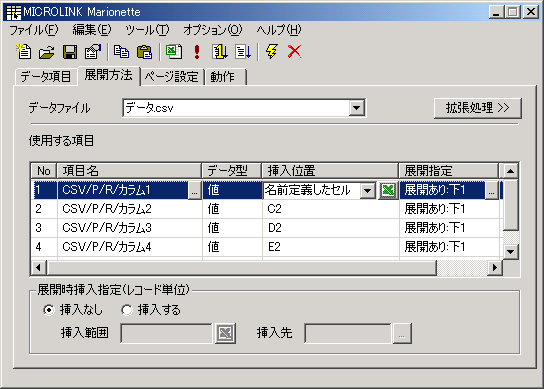 MICROLINK Marionette
ファイル(F) 編集(E) ツール(T) オプション(O) ヘルプ(H)
データ項目 展開方法 ページ設定 動作
データファイル データ.csv 拡張処理 >>
使用する項目
No 項目名 データ型 挿入位置 展開指定
1 CSV/P/R/カラム1 ... 値 名前定義したセル 展開あり:下1 ...
2 CSV/P/R/カラム2 値 C2 展開あり:下1
3 CSV/P/R/カラム3 値 D2 展開あり:下1
4 CSV/P/R/カラム4 値 E2 展開あり:下1
展開時挿入指定(レコード単位)
挿入なし 挿入する
挿入範囲 挿入先 ...